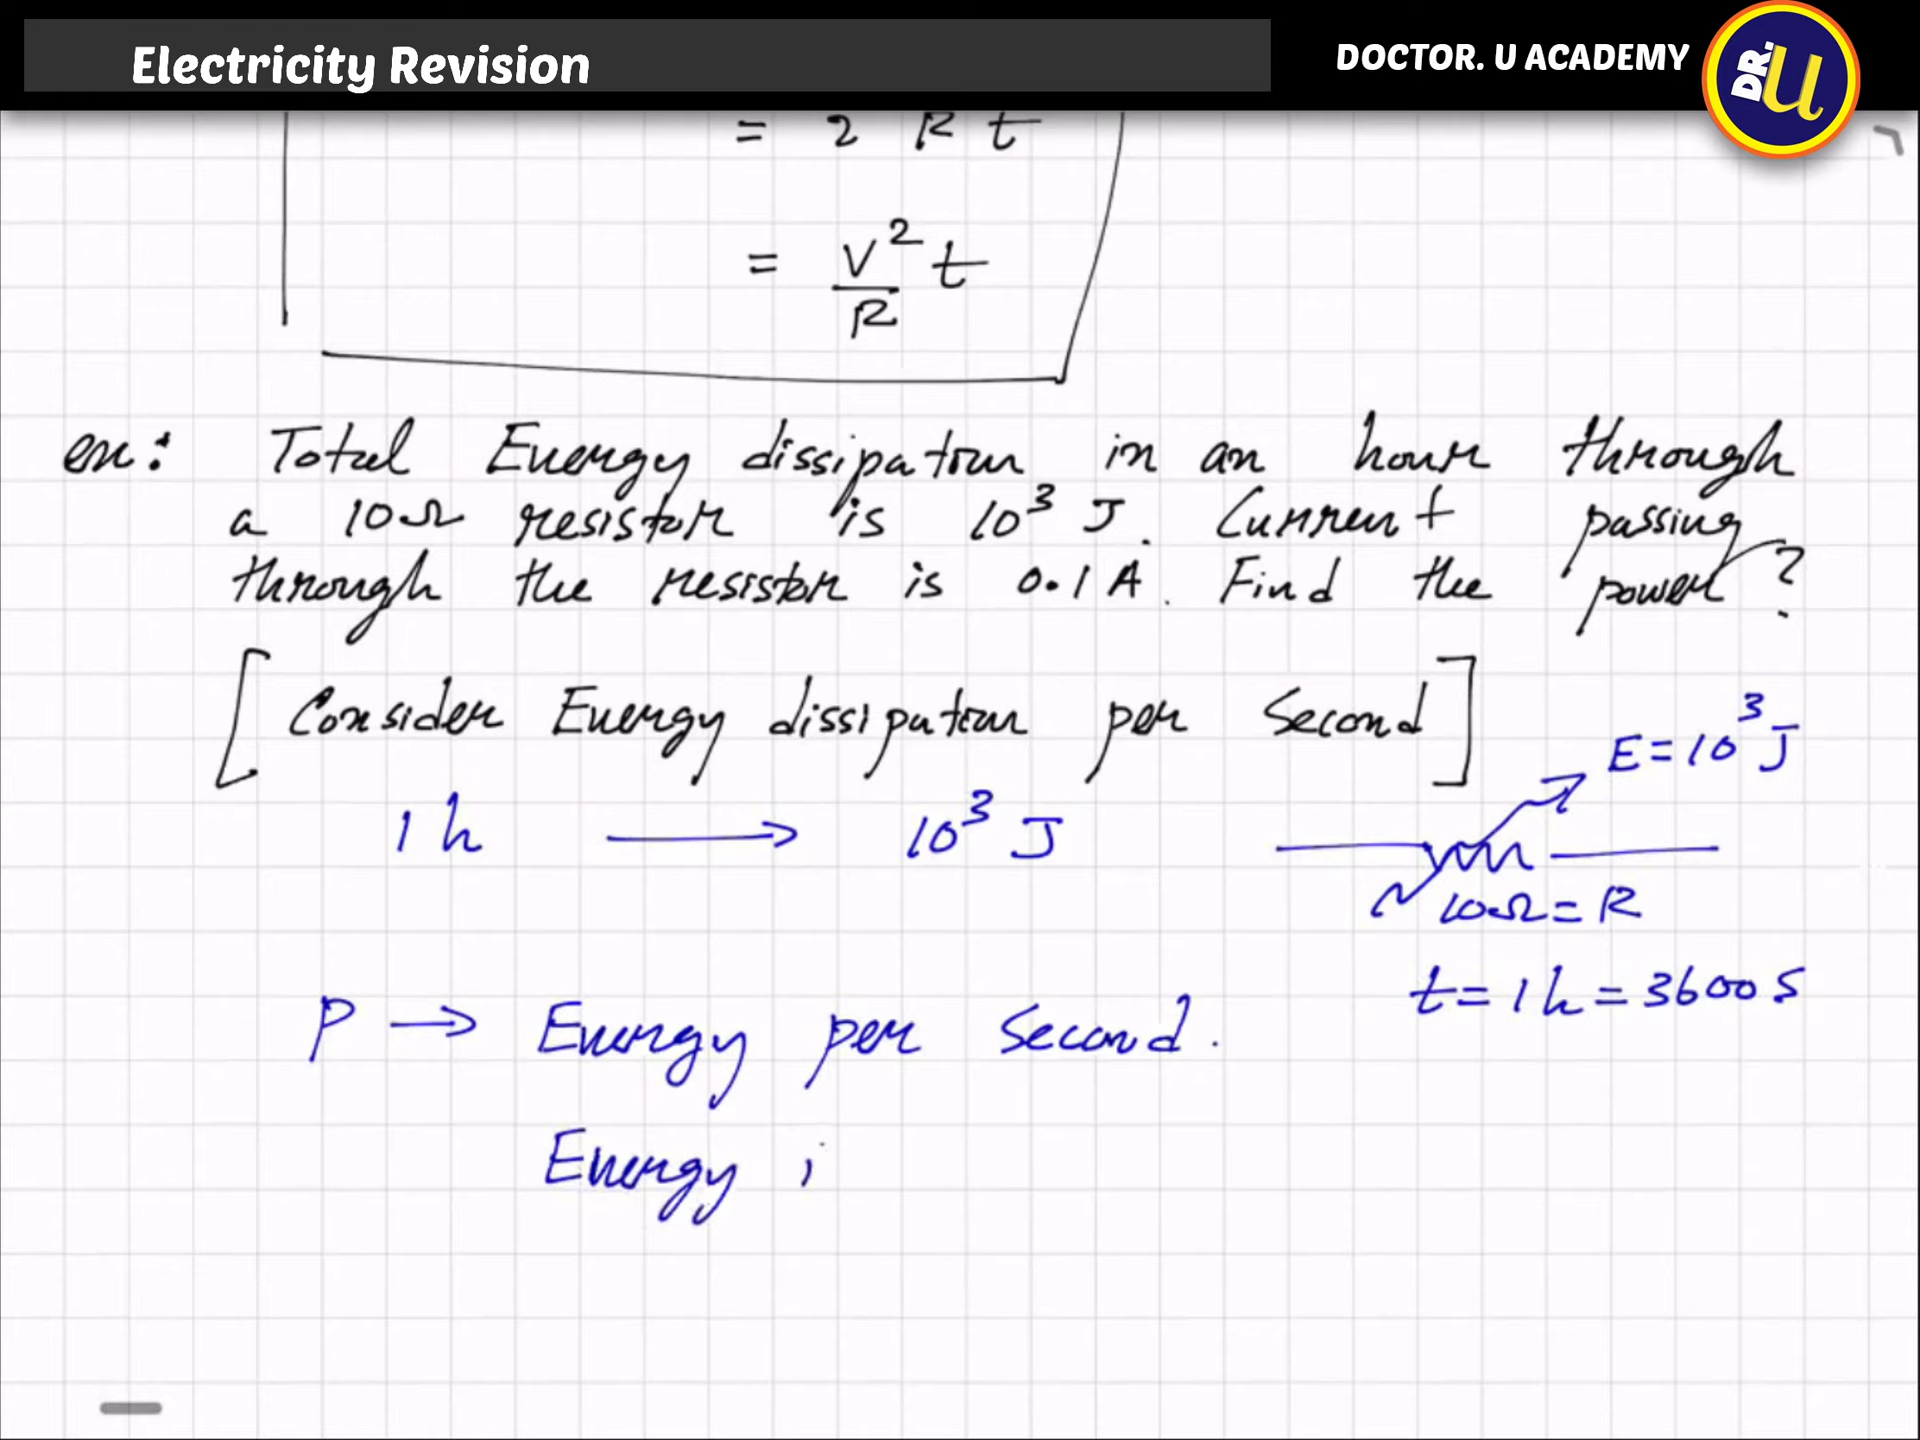 Electricity Revision
DOCTOR. U ACADEMY
DR. U
= 2 R t
= V²/R t
ex: Total Energy dissipation in an hour through
a 10Ω resistor is 10³ J. Current passing
through the resistor is 0.1 A. Find the power?
[Consider Energy dissipation per Second]
E = 10³ J
1 h ⟶ 10³ J
10Ω = R
t = 1 h = 3600 S
P → Energy per Second.
Energy i